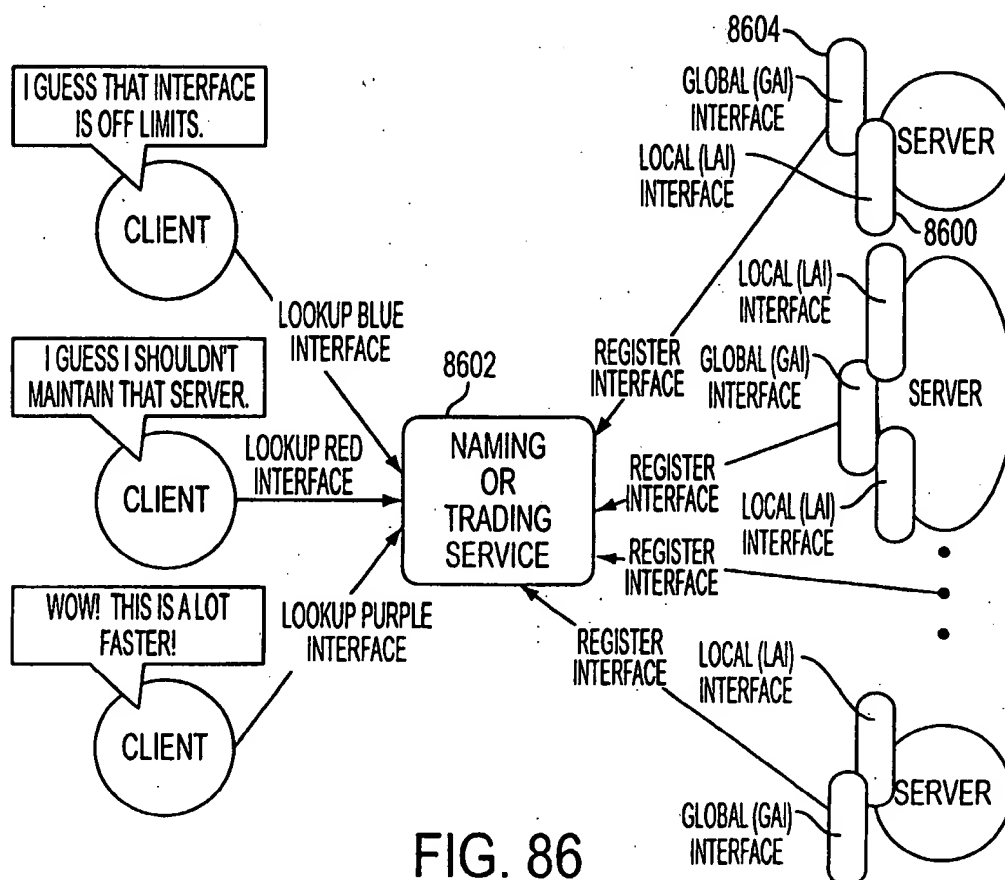 I GUESS THAT INTERFACE
IS OFF LIMITS.
CLIENT
LOOKUP BLUE
INTERFACE
I GUESS I SHOULDN'T
MAINTAIN THAT SERVER.
CLIENT
LOOKUP RED
INTERFACE
WOW! THIS IS A LOT
FASTER!
CLIENT
LOOKUP PURPLE
INTERFACE
8602
NAMING
OR
TRADING
SERVICE
REGISTER
INTERFACE
REGISTER
INTERFACE
REGISTER
INTERFACE
REGISTER
INTERFACE
8604
GLOBAL (GAI)
INTERFACE
LOCAL (LAI)
INTERFACE
SERVER
8600
LOCAL (LAI)
INTERFACE
GLOBAL (GAI)
INTERFACE
SERVER
LOCAL (LAI)
INTERFACE
LOCAL (LAI)
INTERFACE
SERVER
GLOBAL (GAI)
INTERFACE
FIG. 86